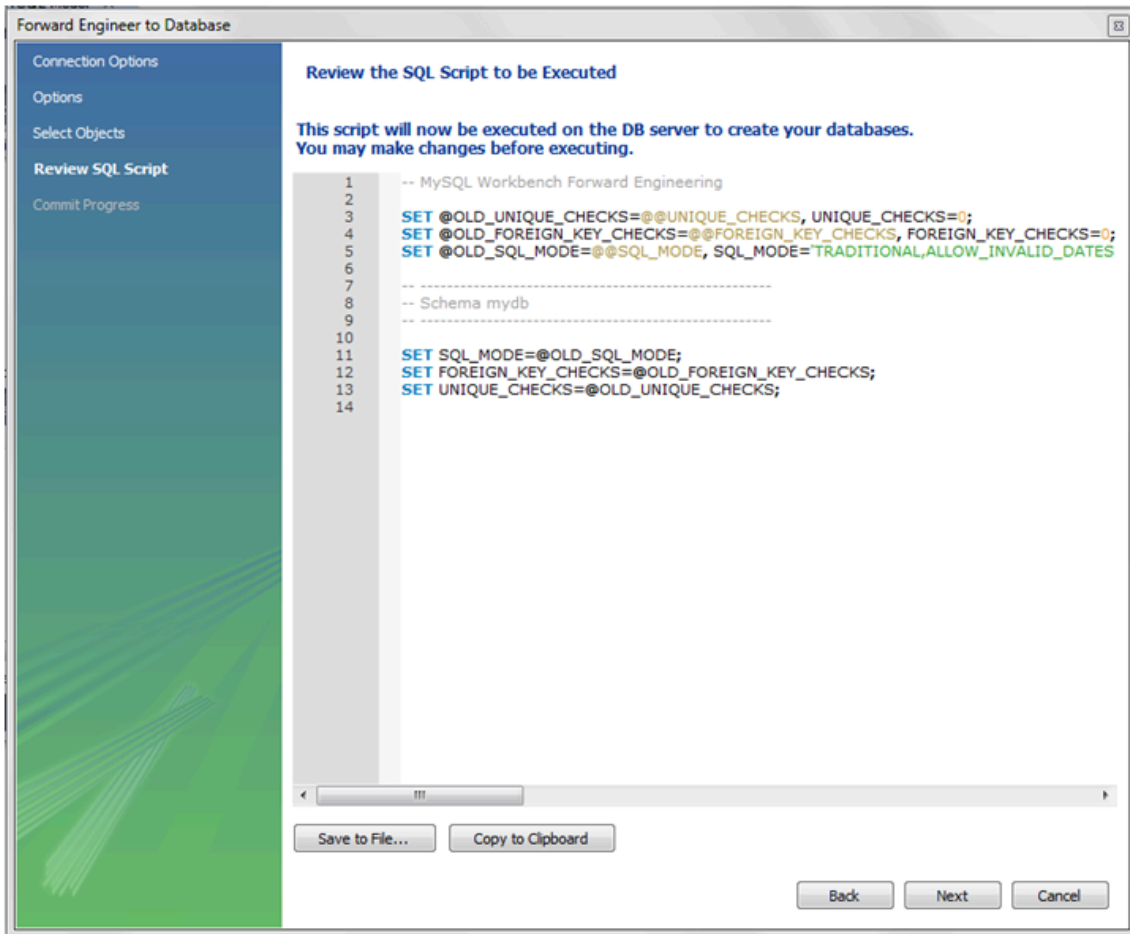 Forward Engineer to Database
Connection Options
Options
Select Objects
Review SQL Script
Commit Progress
Review the SQL Script to be Executed
This script will now be executed on the DB server to create your databases.
You may make changes before executing.
1 -- MySQL Workbench Forward Engineering
2
3 SET @OLD_UNIQUE_CHECKS=@@UNIQUE_CHECKS, UNIQUE_CHECKS=0;
4 SET @OLD_FOREIGN_KEY_CHECKS=@@FOREIGN_KEY_CHECKS, FOREIGN_KEY_CHECKS=0;
5 SET @OLD_SQL_MODE=@@SQL_MODE, SQL_MODE='TRADITIONAL,ALLOW_INVALID_DATES
6
7 -- -----------------------------------------------------
8 -- Schema mydb
9 -- -----------------------------------------------------
10
11 SET SQL_MODE=@OLD_SQL_MODE;
12 SET FOREIGN_KEY_CHECKS=@OLD_FOREIGN_KEY_CHECKS;
13 SET UNIQUE_CHECKS=@OLD_UNIQUE_CHECKS;
14
Save to File...
Copy to Clipboard
Back
Next
Cancel